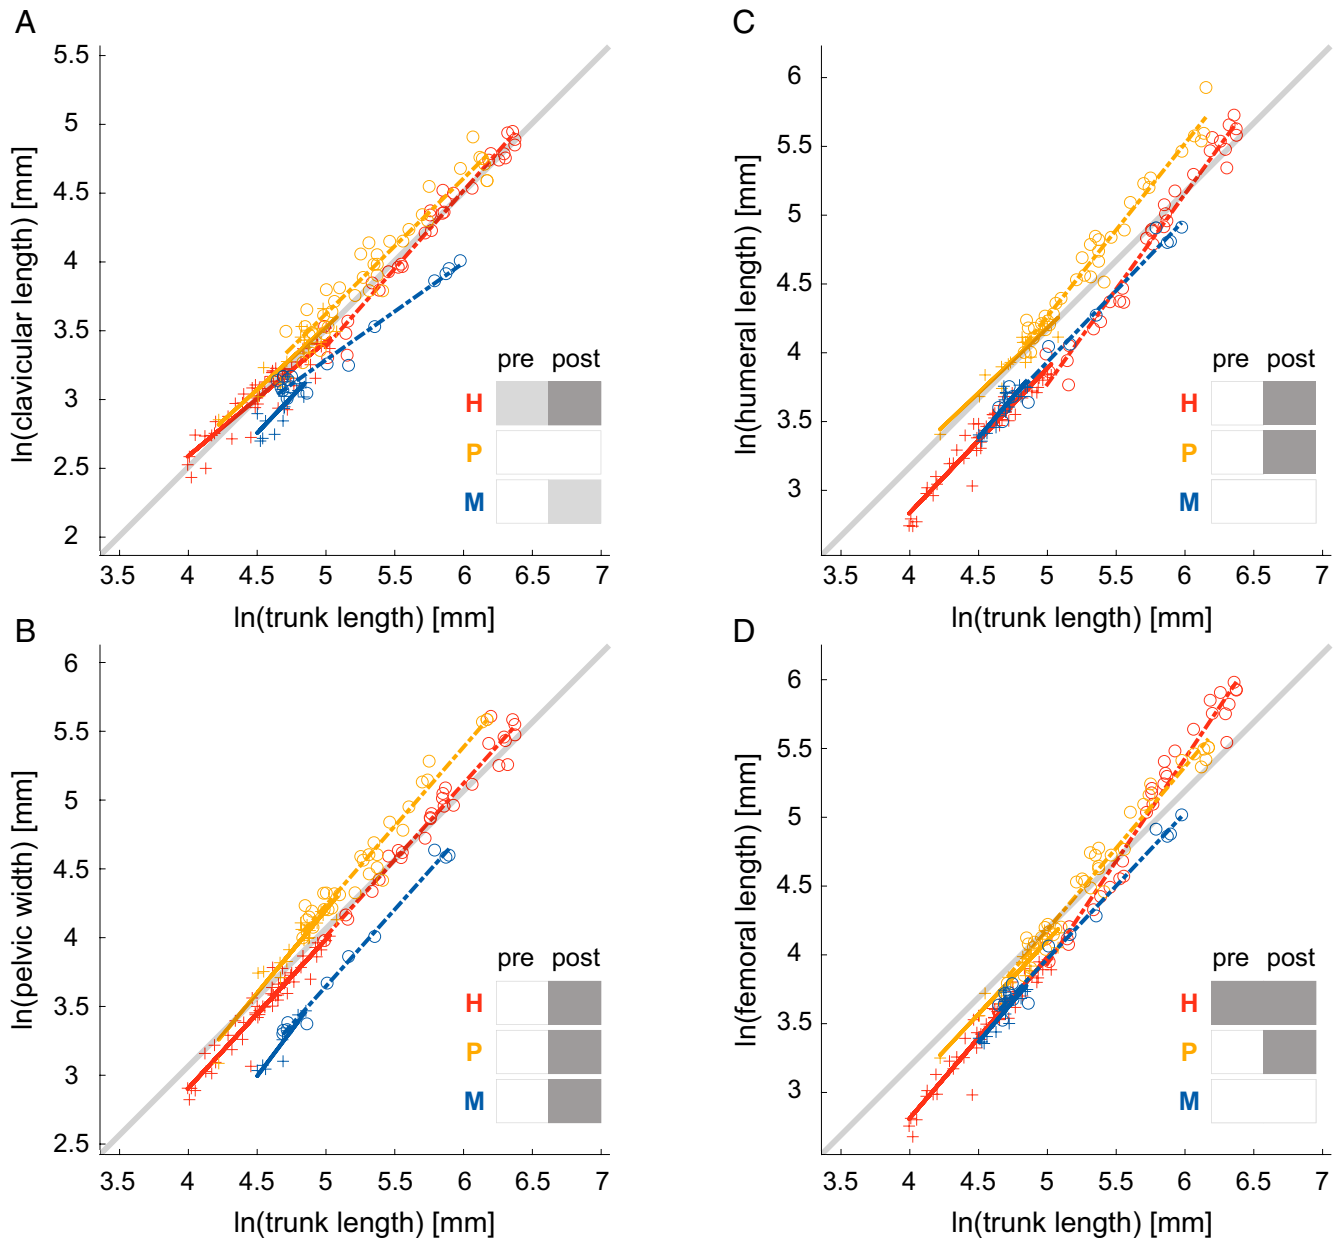 A
ln(clavicular length) [mm]
5.5
5
4.5
4
3.5
3
2.5
2
pre post
H
P
M
3.5 4 4.5 5 5.5 6 6.5 7
ln(trunk length) [mm]
C
ln(humeral length) [mm]
6
5.5
5
4.5
4
3.5
3
pre post
H
P
M
3.5 4 4.5 5 5.5 6 6.5 7
ln(trunk length) [mm]
B
ln(pelvic width) [mm]
6
5.5
5
4.5
4
3.5
3
2.5
pre post
H
P
M
3.5 4 4.5 5 5.5 6 6.5 7
ln(trunk length) [mm]
D
ln(femoral length) [mm]
6
5.5
5
4.5
4
3.5
3
pre post
H
P
M
3.5 4 4.5 5 5.5 6 6.5 7
ln(trunk length) [mm]